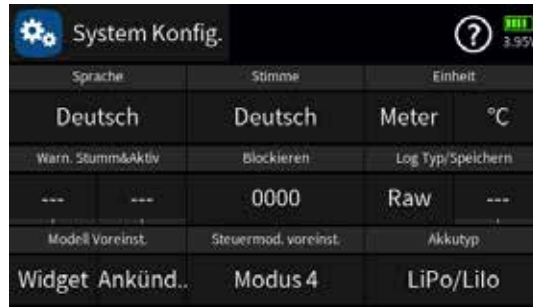 System Konfig.
?
3.95V
Sprache Stimme Einheit
Deutsch Deutsch Meter °C
Warn. Stumm&Aktiv Blockieren Log Typ/Speichern
--- --- 0000 Raw ---
Modell Voreinst. Steuermod. voreinst. Akkutyp
Widget Ankünd.. Modus 4 LiPo/LiIo